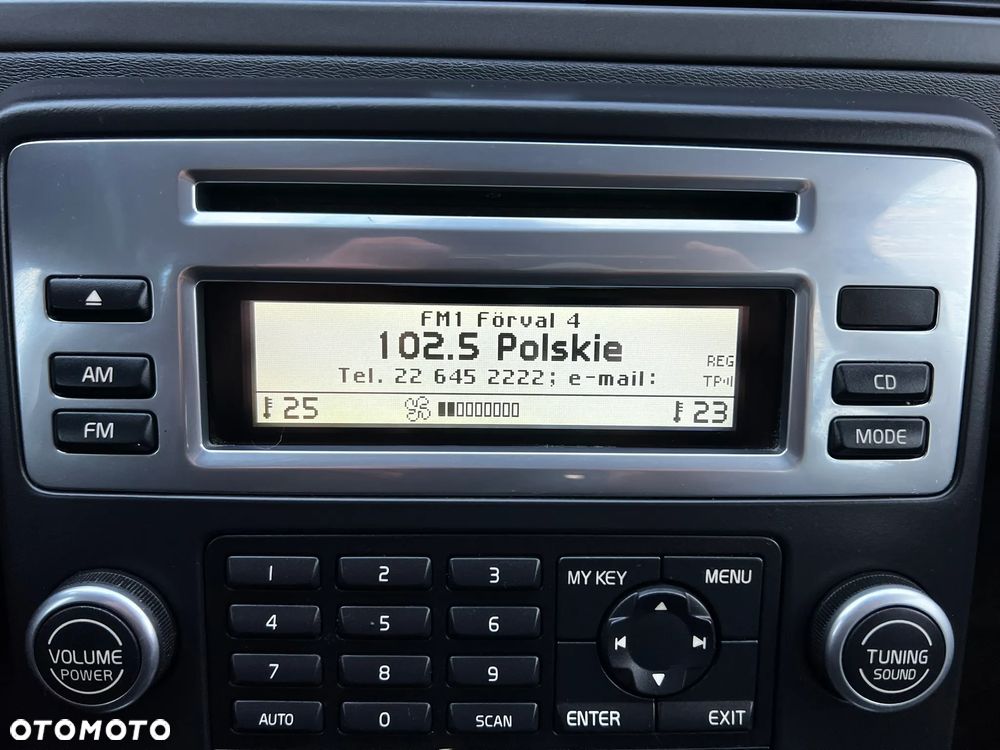 FM1 Förval 4
102.5 Polskie
REG
Tel. 22 645 2222; e-mail:
TP
25
23
AM
FM
CD
MODE
1 2 3
4 5 6
7 8 9
AUTO 0 SCAN
MY KEY MENU
ENTER EXIT
VOLUME
POWER
TUNING
SOUND
OTOMOTO